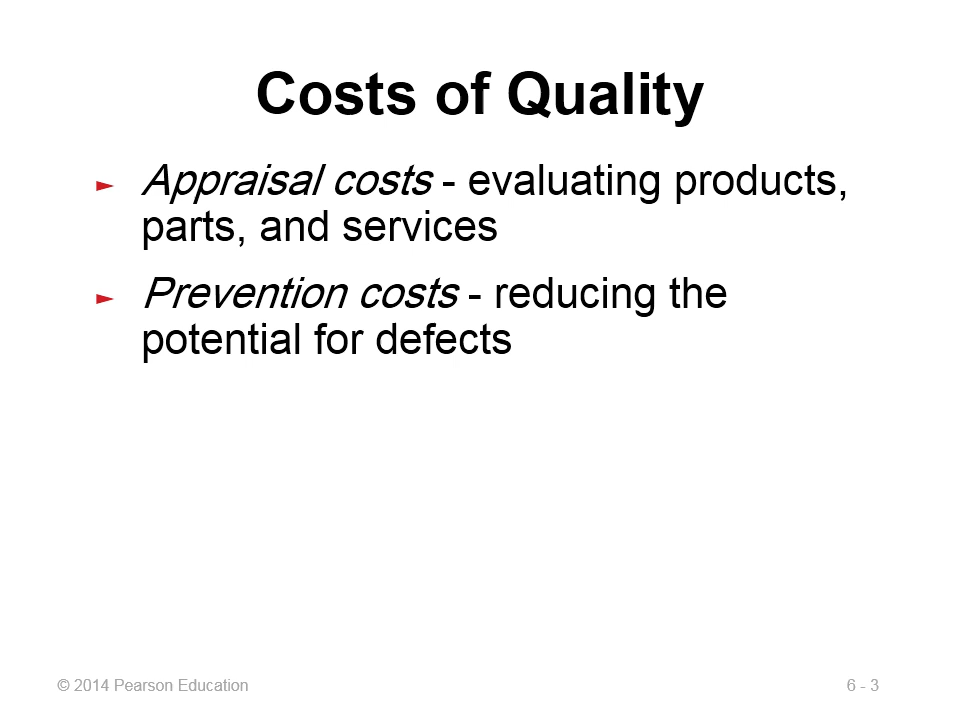 Costs of Quality
► Appraisal costs - evaluating products,
parts, and services
► Prevention costs - reducing the
potential for defects
© 2014 Pearson Education
6 - 3